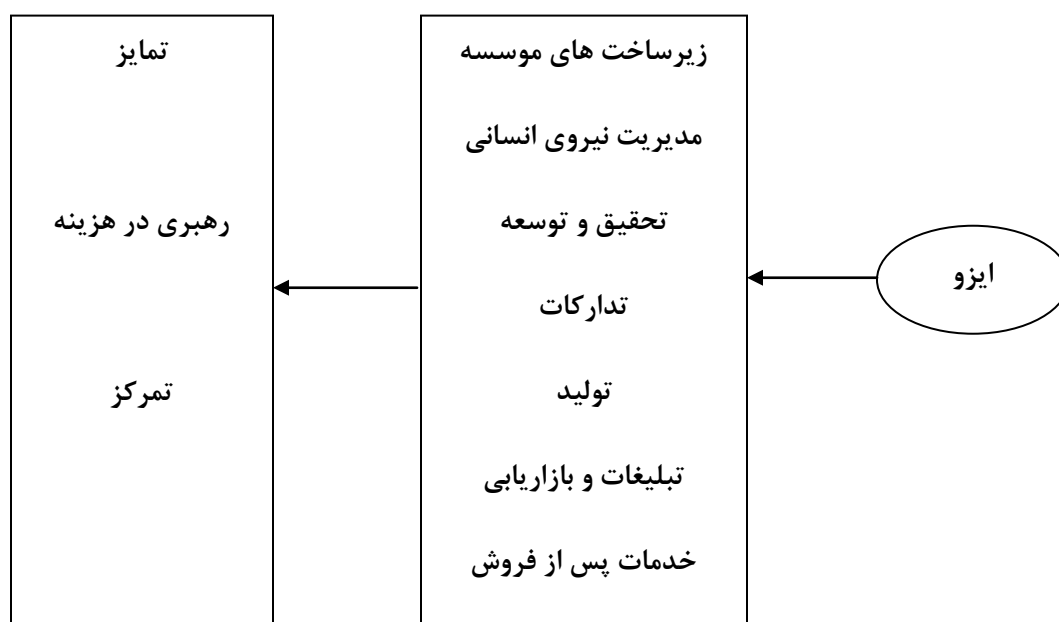 ایزو
زیرساخت های موسسه
مدیریت نیروی انسانی
تحقیق و توسعه
تدارکات
تولید
تبلیغات و بازاریابی
خدمات پس از فروش
تمایز
رهبری در هزینه
تمرکز